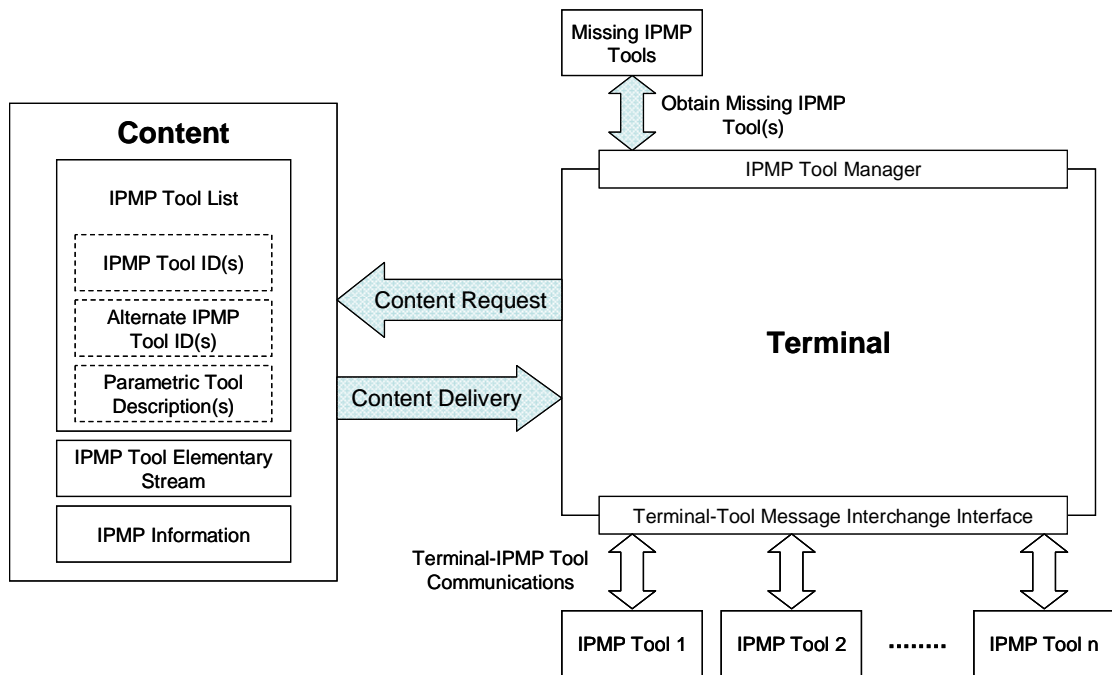 Missing IPMP
Tools
Obtain Missing IPMP
Tool(s)
Content
IPMP Tool List
IPMP Tool ID(s)
Alternate IPMP
Tool ID(s)
Parametric Tool
Description(s)
IPMP Tool Elementary
Stream
IPMP Information
Content Request
Content Delivery
IPMP Tool Manager
Terminal
Terminal-Tool Message Interchange Interface
Terminal-IPMP Tool
Communications
IPMP Tool 1
IPMP Tool 2
........
IPMP Tool n